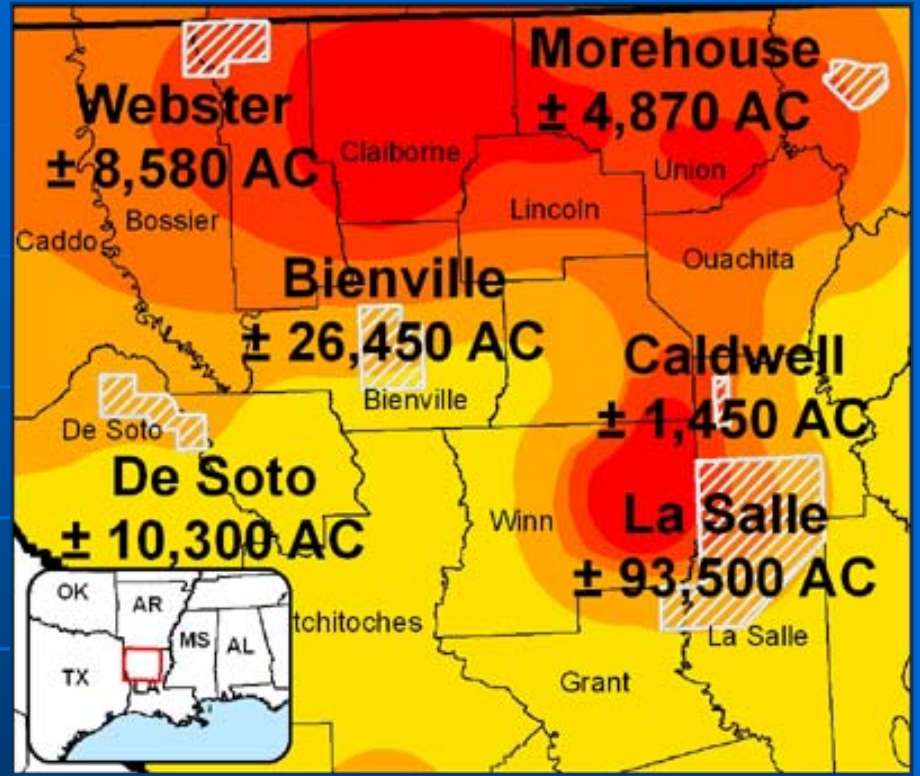 Webster
± 8,580 AC
Morehouse
± 4,870 AC
Claiborne
Union
Lincoln
Bossier
Caddo
Ouachita
Bienville
± 26,450 AC
Bienville
Caldwell
± 1,450 AC
De Soto
De Soto
± 10,300 AC
Winn
La Salle
± 93,500 AC
tchitoches
La Salle
Grant
OK
AR
MS
AL
TX
LA